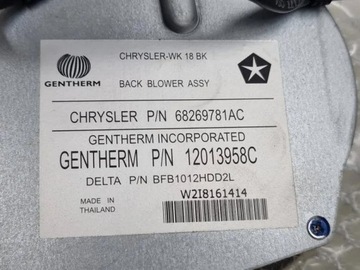 CHRYSLER-WK 18 BK
GENTHERM
BACK BLOWER ASSY
CHRYSLER P/N 68269781AC
GENTHERM INCORPORATED
GENTHERM P/N 12013958C
DELTA P/N BFB1012HDD2L
MADE IN
THAILAND
W2I8161414